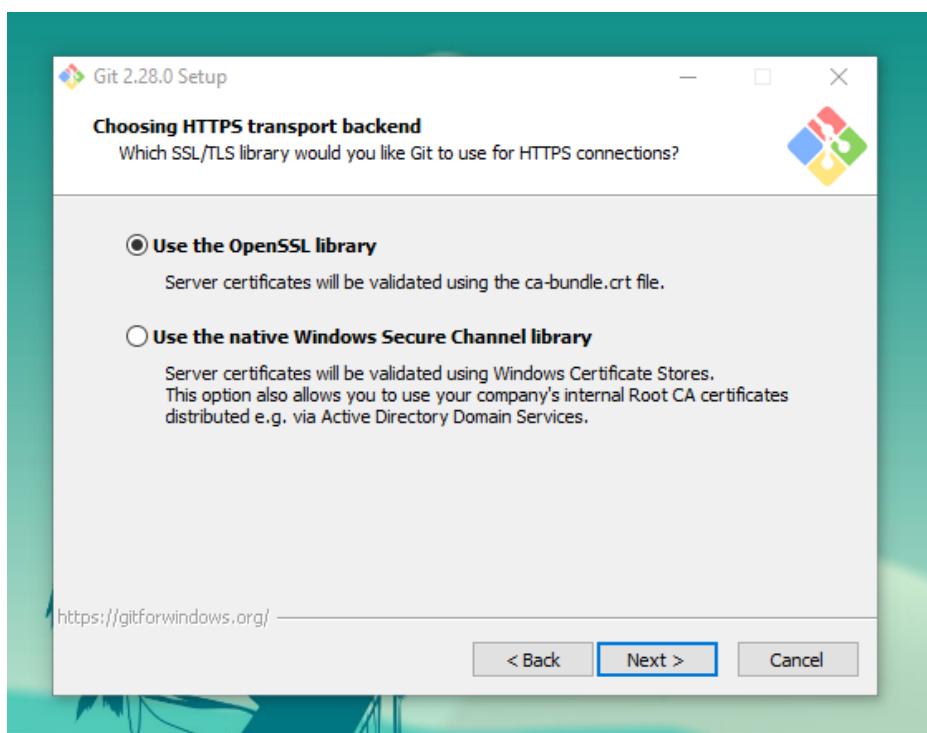 Git 2.28.0 Setup
Choosing HTTPS transport backend
Which SSL/TLS library would you like Git to use for HTTPS connections?
Use the OpenSSL library
Server certificates will be validated using the ca-bundle.crt file.
Use the native Windows Secure Channel library
Server certificates will be validated using Windows Certificate Stores.
This option also allows you to use your company's internal Root CA certificates
distributed e.g. via Active Directory Domain Services.
https://gitforwindows.org/
< Back Next > Cancel